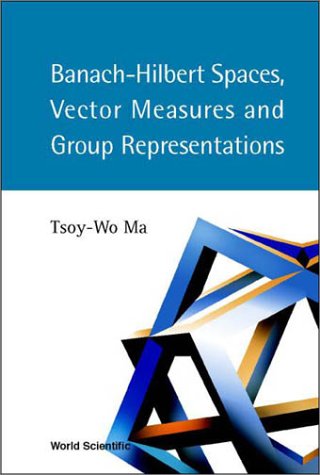 Banach-Hilbert Spaces,
Vector Measures and
Group Representations
Tsoy-Wo Ma
World Scientific